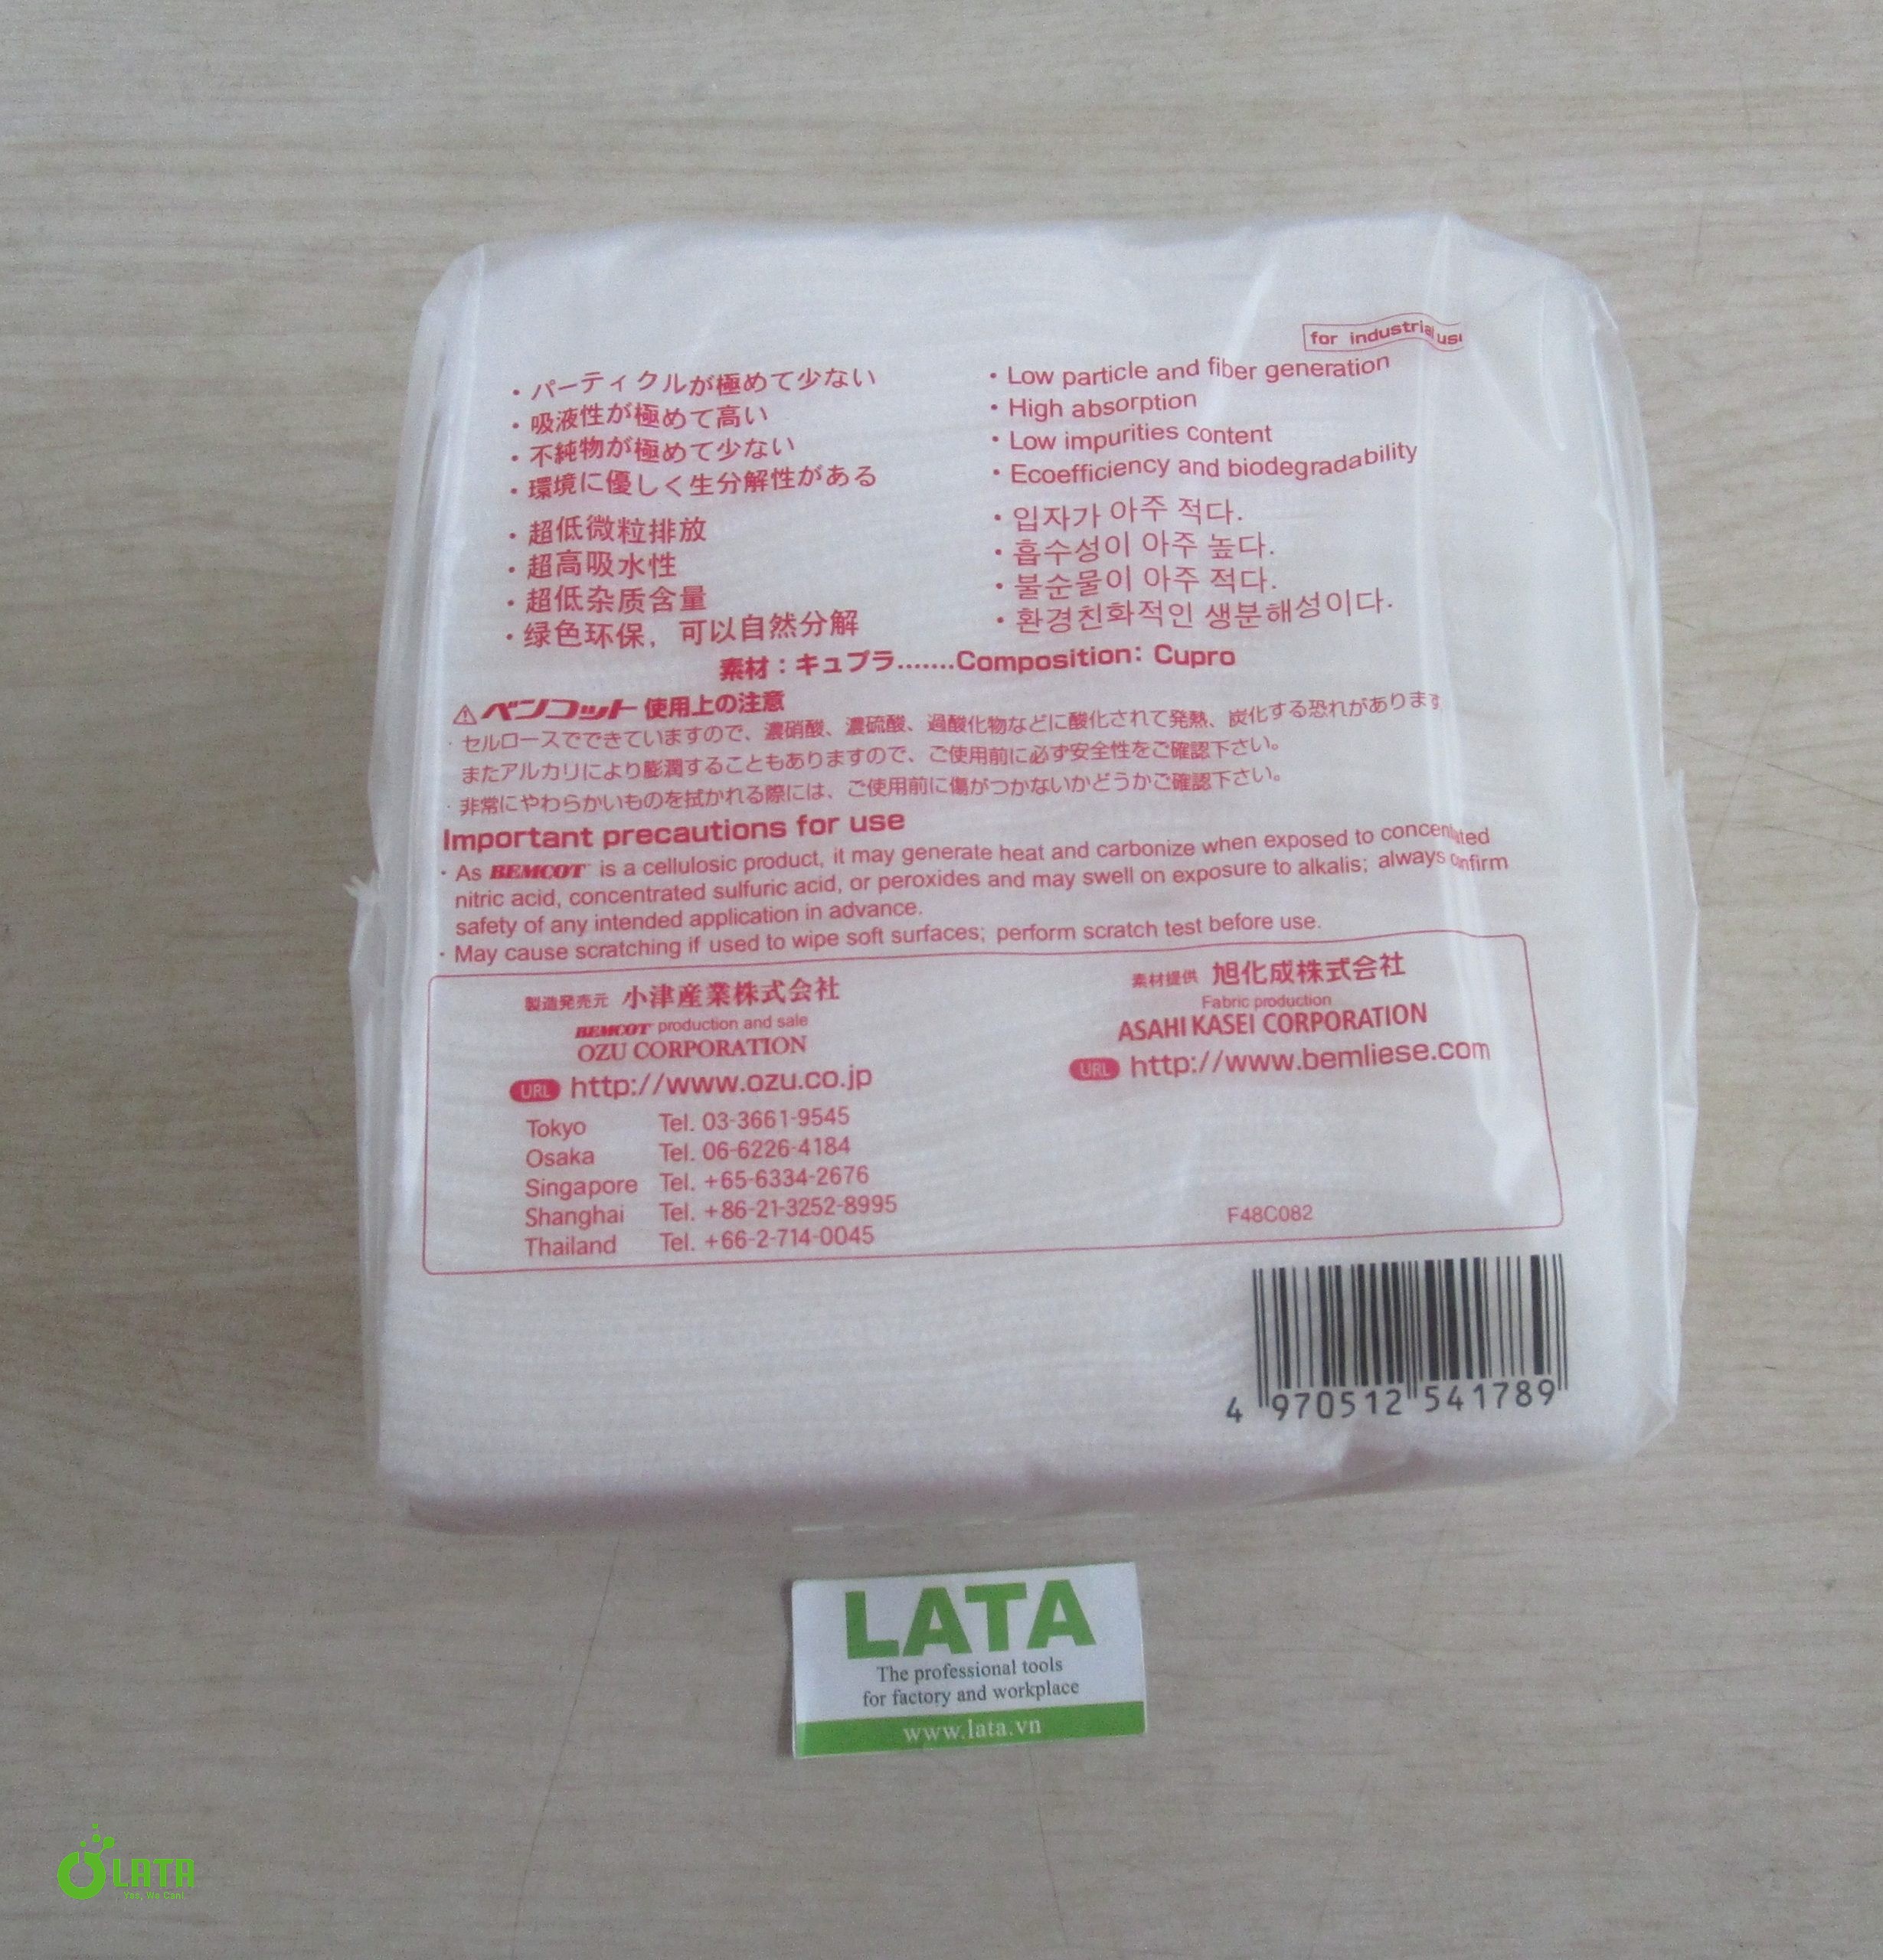 for industrial use
・パーティクルが極めて少ない
・吸液性が極めて高い
・不純物が極めて少ない
・環境に優しく生分解性がある
・Low particle and fiber generation
・High absorption
・Low impurities content
・Ecoefficiency and biodegradability
・超低微粒排放
・超高吸水性
・超低杂质含量
・绿色环保，可以自然分解
・입자가 아주 적다.
・흡수성이 아주 높다.
・불순물이 아주 적다.
・환경친화적인 생분해성이다.
素材：キュプラ.......Composition: Cupro
⚠ベンコット 使用上の注意
・セルロースでできていますので、濃硝酸、濃硫酸、過酸化物などに酸化されて発熱、炭化する恐れがあります
またアルカリにより膨潤することもありますので、ご使用前に必ず安全性をご確認下さい。
・非常にやわらかいものを拭かれる際には、ご使用前に傷がつかないかどうかご確認下さい。
Important precautions for use
・As BEMCOT is a cellulosic product, it may generate heat and carbonize when exposed to concentrated
nitric acid, concentrated sulfuric acid, or peroxides and may swell on exposure to alkalis; always confirm
safety of any intended application in advance.
・May cause scratching if used to wipe soft surfaces; perform scratch test before use.
製造発売元 小津産業株式会社
BEMCOT production and sale
OZU CORPORATION
URL http://www.ozu.co.jp
Tokyo Tel. 03-3661-9545
Osaka Tel. 06-6226-4184
Singapore Tel. +65-6334-2676
Shanghai Tel. +86-21-3252-8995
Thailand Tel. +66-2-714-0045
素材提供 旭化成株式会社
Fabric production
ASAHI KASEI CORPORATION
URL http://www.bemliese.com
F48C082
4 970512 541789
LATA
The professional tools
for factory and workplace
www.lata.vn
LATA
Yes, We Can!